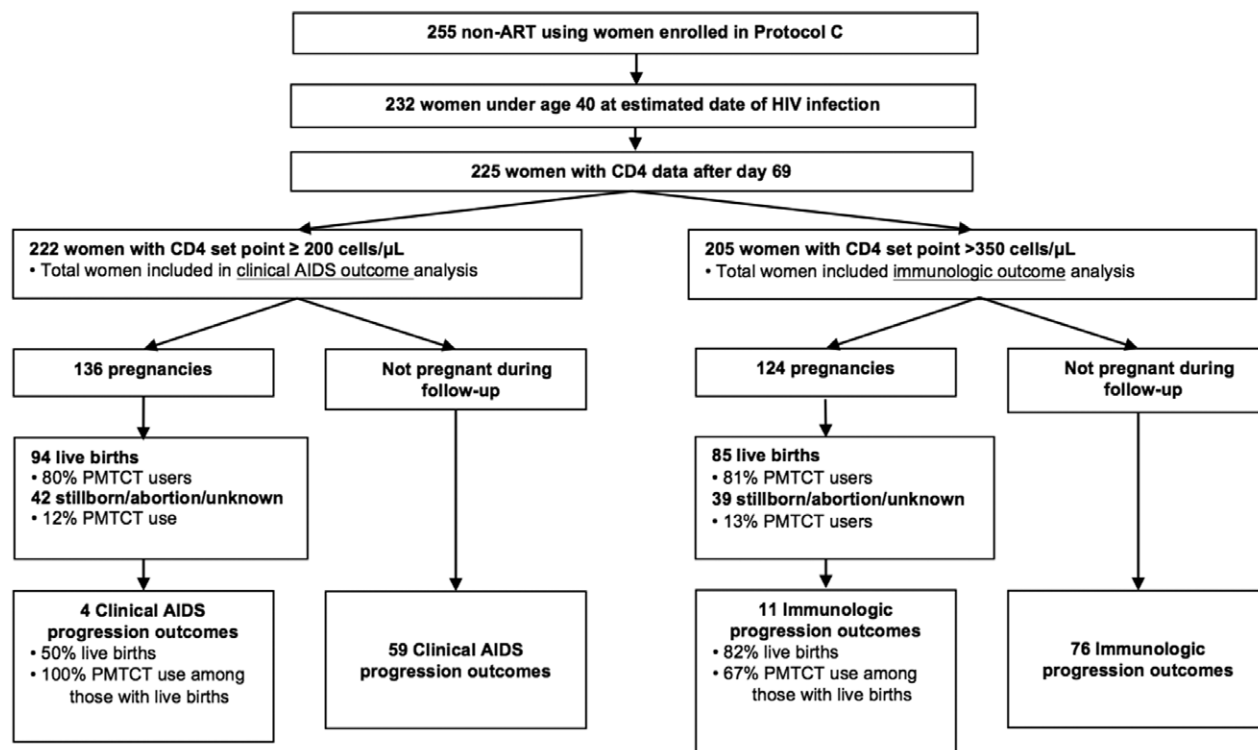 255 non-ART using women enrolled in Protocol C
232 women under age 40 at estimated date of HIV infection
225 women with CD4 data after day 69
222 women with CD4 set point ≥ 200 cells/µL
• Total women included in clinical AIDS outcome analysis
205 women with CD4 set point >350 cells/µL
• Total women included immunologic outcome analysis
136 pregnancies
Not pregnant during
follow-up
124 pregnancies
Not pregnant during
follow-up
94 live births
• 80% PMTCT users
42 stillborn/abortion/unknown
• 12% PMTCT use
85 live births
• 81% PMTCT users
39 stillborn/abortion/unknown
• 13% PMTCT users
4 Clinical AIDS
progression outcomes
• 50% live births
• 100% PMTCT use among
those with live births
59 Clinical AIDS
progression outcomes
11 Immunologic
progression outcomes
• 82% live births
• 67% PMTCT use among
those with live births
76 Immunologic
progression outcomes